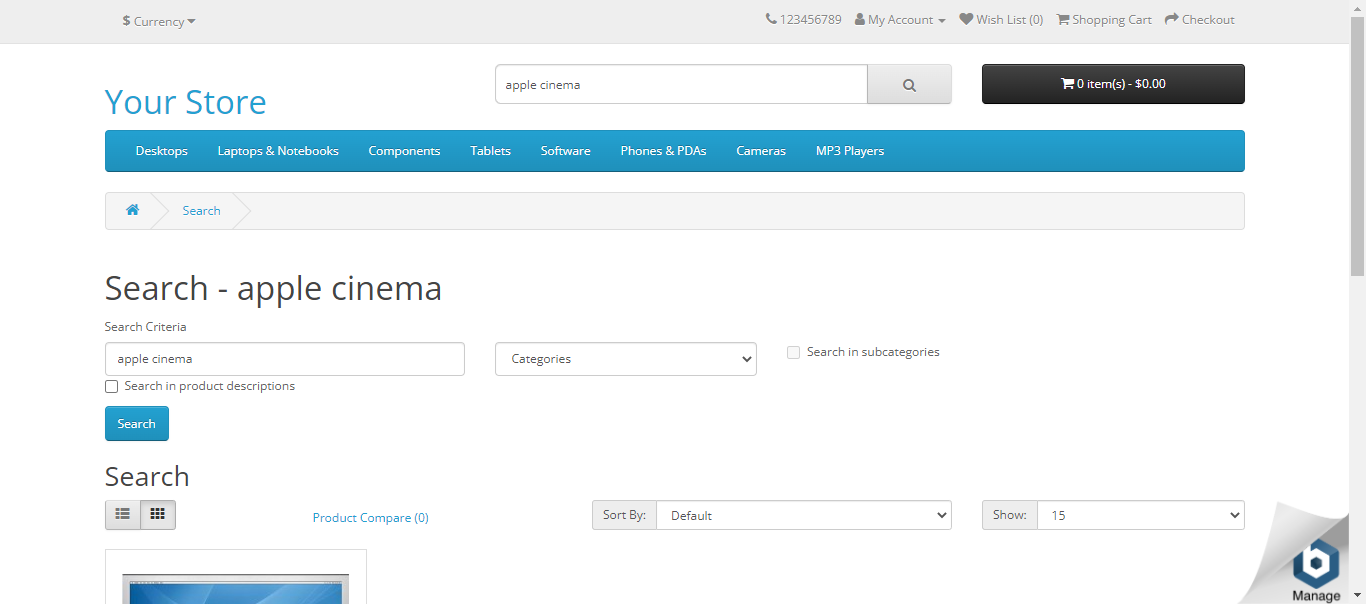 $ Currency
123456789 My Account Wish List (0) Shopping Cart Checkout
Your Store
apple cinema
0 item(s) - $0.00
Desktops Laptops & Notebooks Components Tablets Software Phones & PDAs Cameras MP3 Players
Search
Search - apple cinema
Search Criteria
apple cinema
Categories
Search in subcategories
Search in product descriptions
Search
Search
Product Compare (0)
Sort By: Default
Show: 15
b
Manage